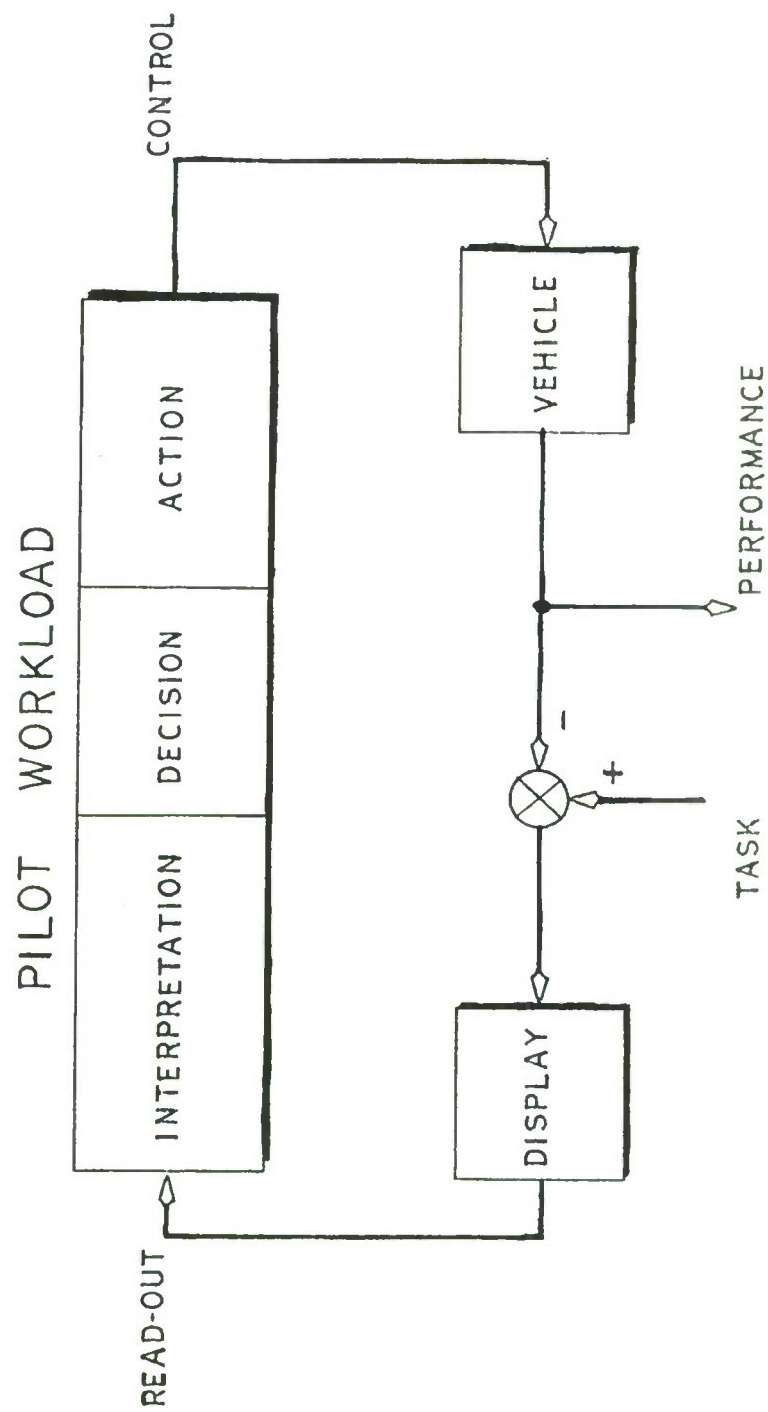 PILOT WORKLOAD
READ-OUT
INTERPRETATION
DECISION
ACTION
CONTROL
DISPLAY
VEHICLE
-
+
TASK
PERFORMANCE